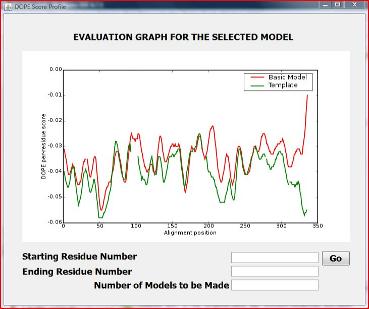 DOPE Score Profile
EVALUATION GRAPH FOR THE SELECTED MODEL
0.00
Basic Model
Template
-0.01
-0.02
-0.03
-0.04
-0.05
-0.06
DOPE per-residue score
0 50 100 150 200 250 300 350
Alignment position
Starting Residue Number
Go
Ending Residue Number
Number of Models to be Made